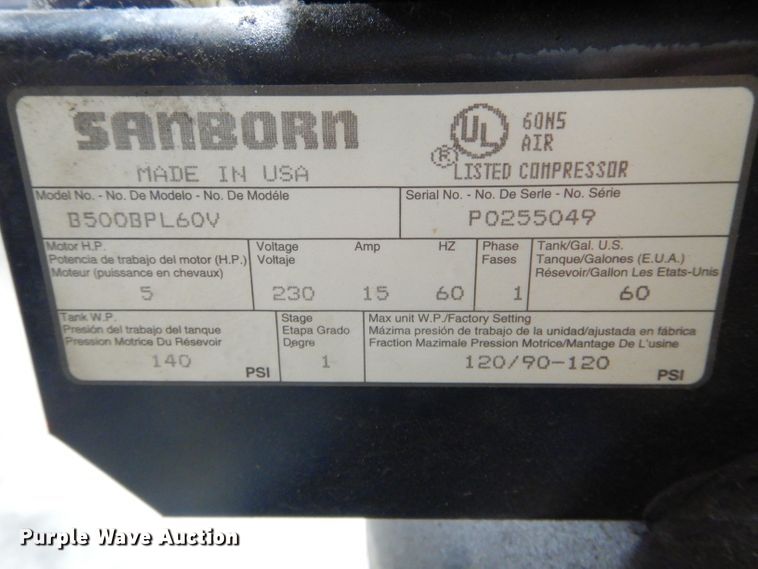 SANBORN
MADE IN USA
UL
60N5
AIR
®
LISTED COMPRESSOR
Model No. - No. De Modelo - No. De Modéle
B500BPL60V
Serial No. - No. De Serle - No. Série
P0255049
Motor H.P.
Potencia de trabajo del motor (H.P.)
Moteur (puissance en chevaux)
5
Voltage Amp HZ
Voltaje
230 15 60
Phase
Fases
1
Tank/Gal. U.S.
Tanque/Galones (E.U.A.)
Résevoir/Gallon Les Etats-Unis
60
Tank W.P.
Presión del trabajo del tanque
Pression Motrice Du Résevoir
140
PSI
Stage
Etapa Grado
Degre
1
Max unit W.P./Factory Setting
Mázima presión de trabajo de la unidad/ajustada en fábrica
Fraction Mazimale Pression Motrice/Mantage De L'usine
120/90-120
PSI
Purple Wave Auction